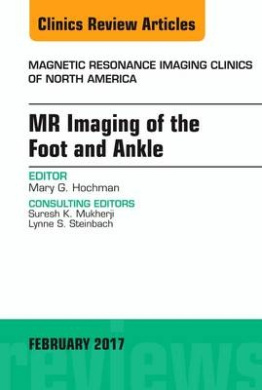 Clinics Review Articles
MAGNETIC RESONANCE IMAGING CLINICS
OF NORTH AMERICA
MR Imaging of the
Foot and Ankle
EDITOR
Mary G. Hochman
CONSULTING EDITORS
Suresh K. Mukherji
Lynne S. Steinbach
FEBRUARY 2017
reviews